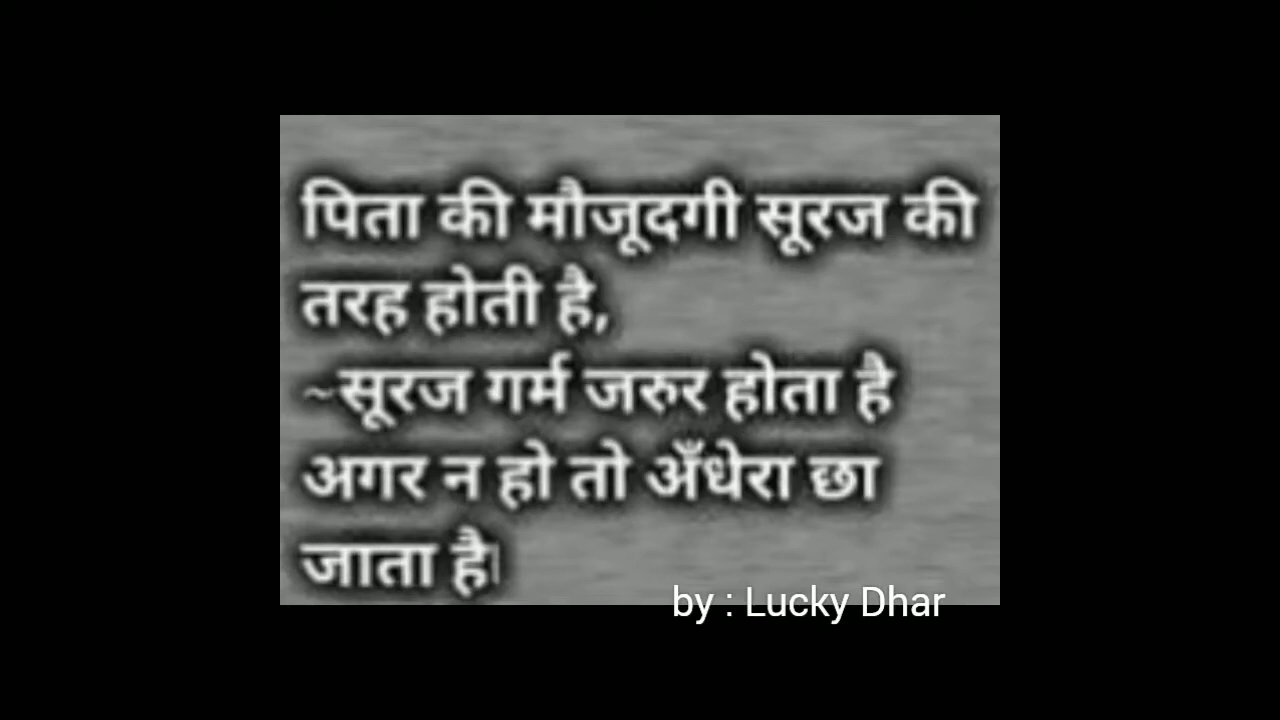 पिता की मौजूदगी सूरज की
तरह होती है,
~सूरज गर्म जरुर होता है
अगर न हो तो अँधेरा छा
जाता है|
by : Lucky Dhar